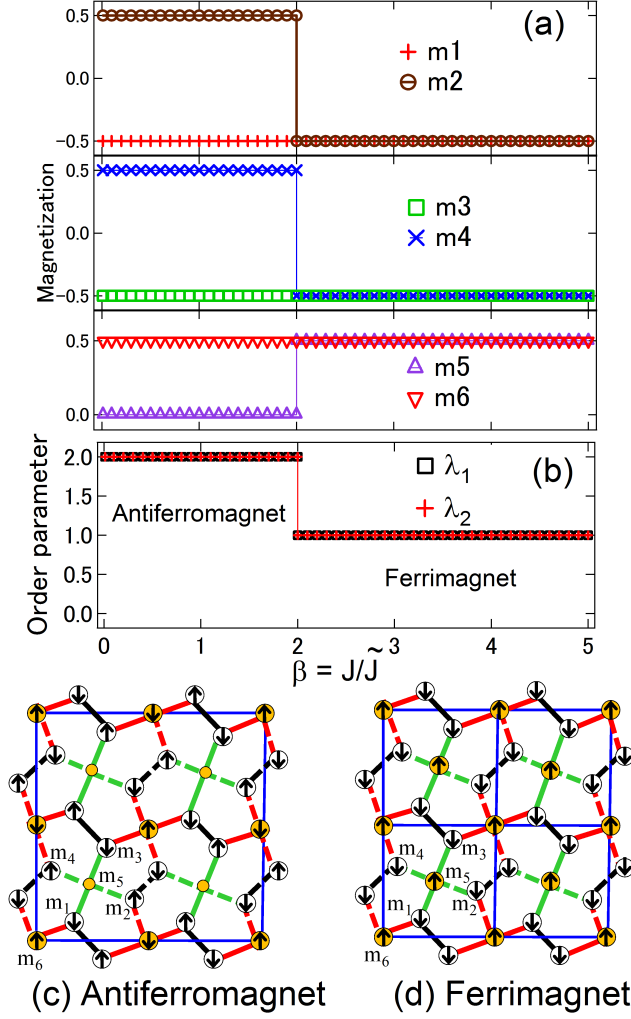 (a)
0.5
0.0
−0.5
m1
m2
0.5
0.0
−0.5
m3
m4
Magnetization
0.5
0.0
m5
m6
(b)
2.0
1.5
1.0
0.5
0.0
λ1
λ2
Antiferromagnet
Ferrimagnet
Order parameter
0 1 2 3 4 5
β = J/J̃
m4 m3
m5
m1 m2
m6
m4 m3
m5
m1 m2
m6
(c) Antiferromagnet
(d) Ferrimagnet